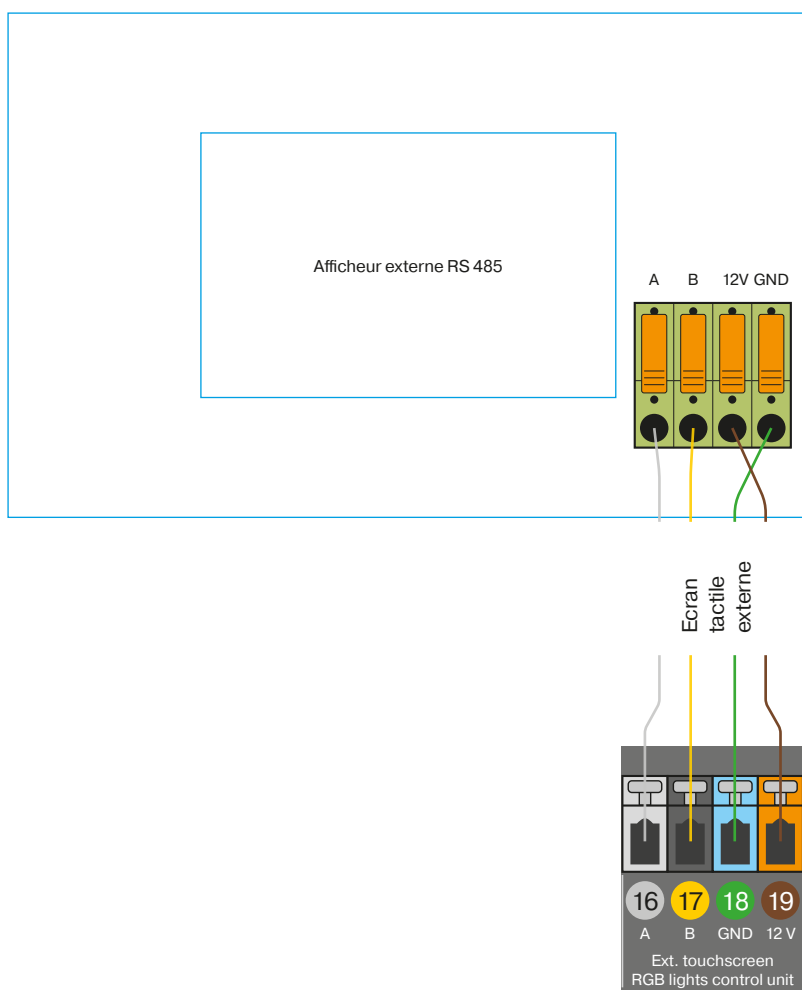 Afficheur externe RS 485
A B 12V GND
Ecran
tactile
externe
16 17 18 19
A B GND 12 V
Ext. touchscreen
RGB lights control unit